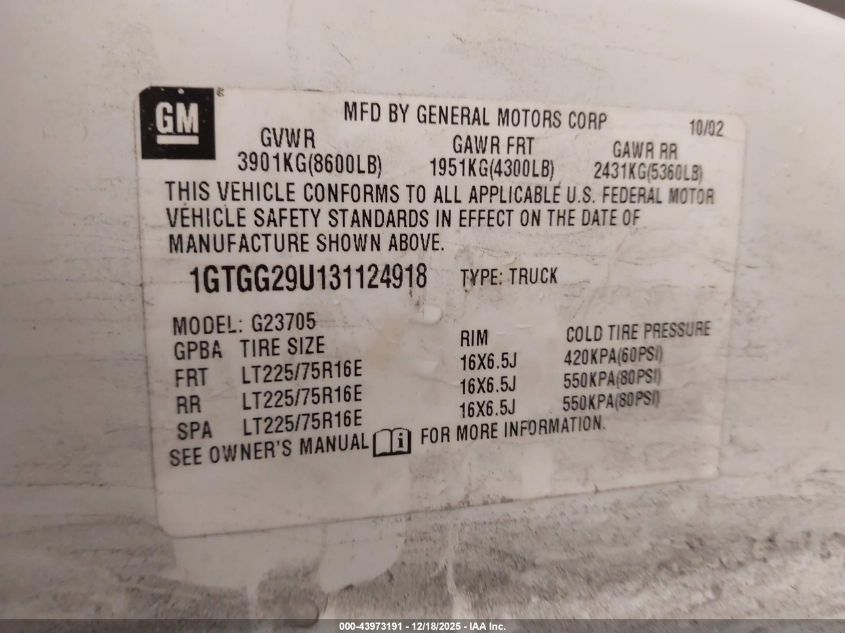 GM®
MFD BY GENERAL MOTORS CORP 10/02
GVWR GAWR FRT GAWR RR
3901KG(8600LB) 1951KG(4300LB) 2431KG(5360LB)
THIS VEHICLE CONFORMS TO ALL APPLICABLE U.S. FEDERAL MOTOR
VEHICLE SAFETY STANDARDS IN EFFECT ON THE DATE OF
MANUFACTURE SHOWN ABOVE.
1GTGG29U131124918 TYPE: TRUCK
MODEL: G23705
GPBA TIRE SIZE RIM COLD TIRE PRESSURE
FRT LT225/75R16E 16X6.5J 420KPA(60PSI)
RR LT225/75R16E 16X6.5J 550KPA(80PSI)
SPA LT225/75R16E 16X6.5J 550KPA(80PSI)
SEE OWNER'S MANUAL i FOR MORE INFORMATION.
000-43973191 - 12/18/2025 - IAA Inc.